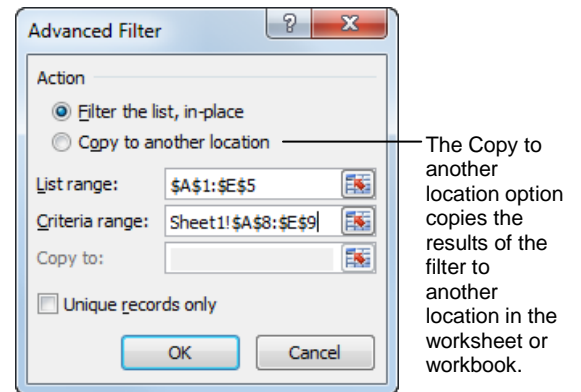 Advanced Filter
?
X
Action
Filter the list, in-place
Copy to another location
List range: $A$1:$E$5
Criteria range: Sheet1!$A$8:$E$9
Copy to:
Unique records only
OK Cancel
The Copy to
another
location option
copies the
results of the
filter to
another
location in the
worksheet or
workbook.